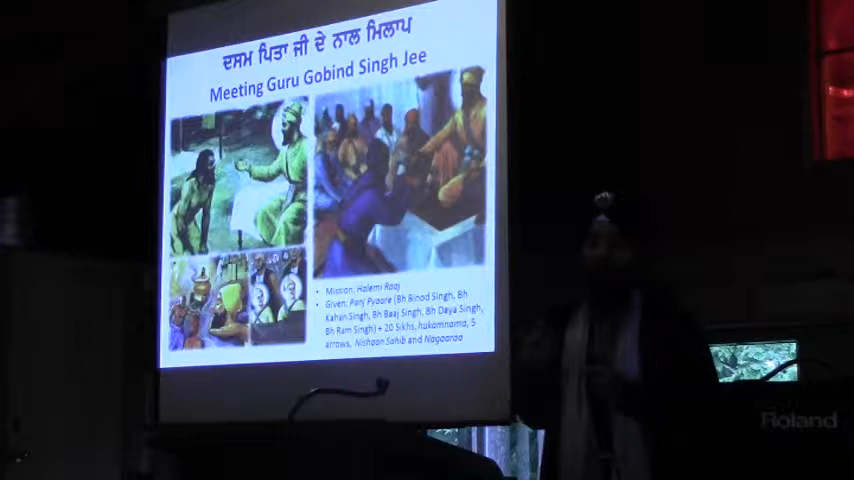 ਦਸਮ ਪਿਤਾ ਜੀ ਦੇ ਨਾਲ ਮਿਲਾਪ
Meeting Guru Gobind Singh Jee
• Mission: Halemi Raaj
• Given: Panj Pyaare (Bh Binod Singh, Bh
Kahan Singh, Bh Baaj Singh, Bh Daya Singh,
Bh Ram Singh) + 20 Sikhs, hukamnama, 5
arrows, Nishaan Sahib and Nagaaraa
Roland